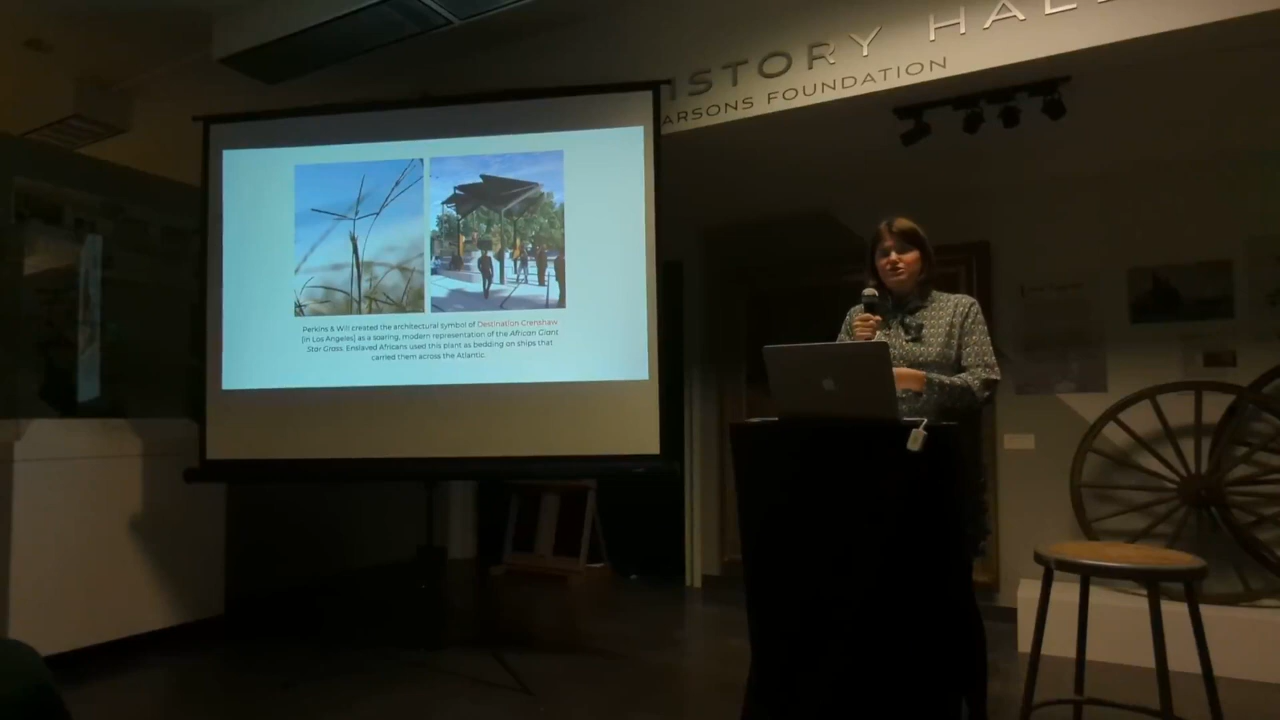 ISTORY HALL
ARSONS FOUNDATION
Perkins & Will created the architectural symbol of Destination Crenshaw
(in Los Angeles) as a soaring, modern representation of the African Giant
Star Grass. Enslaved Africans used this plant as bedding on ships that
carried them across the Atlantic.